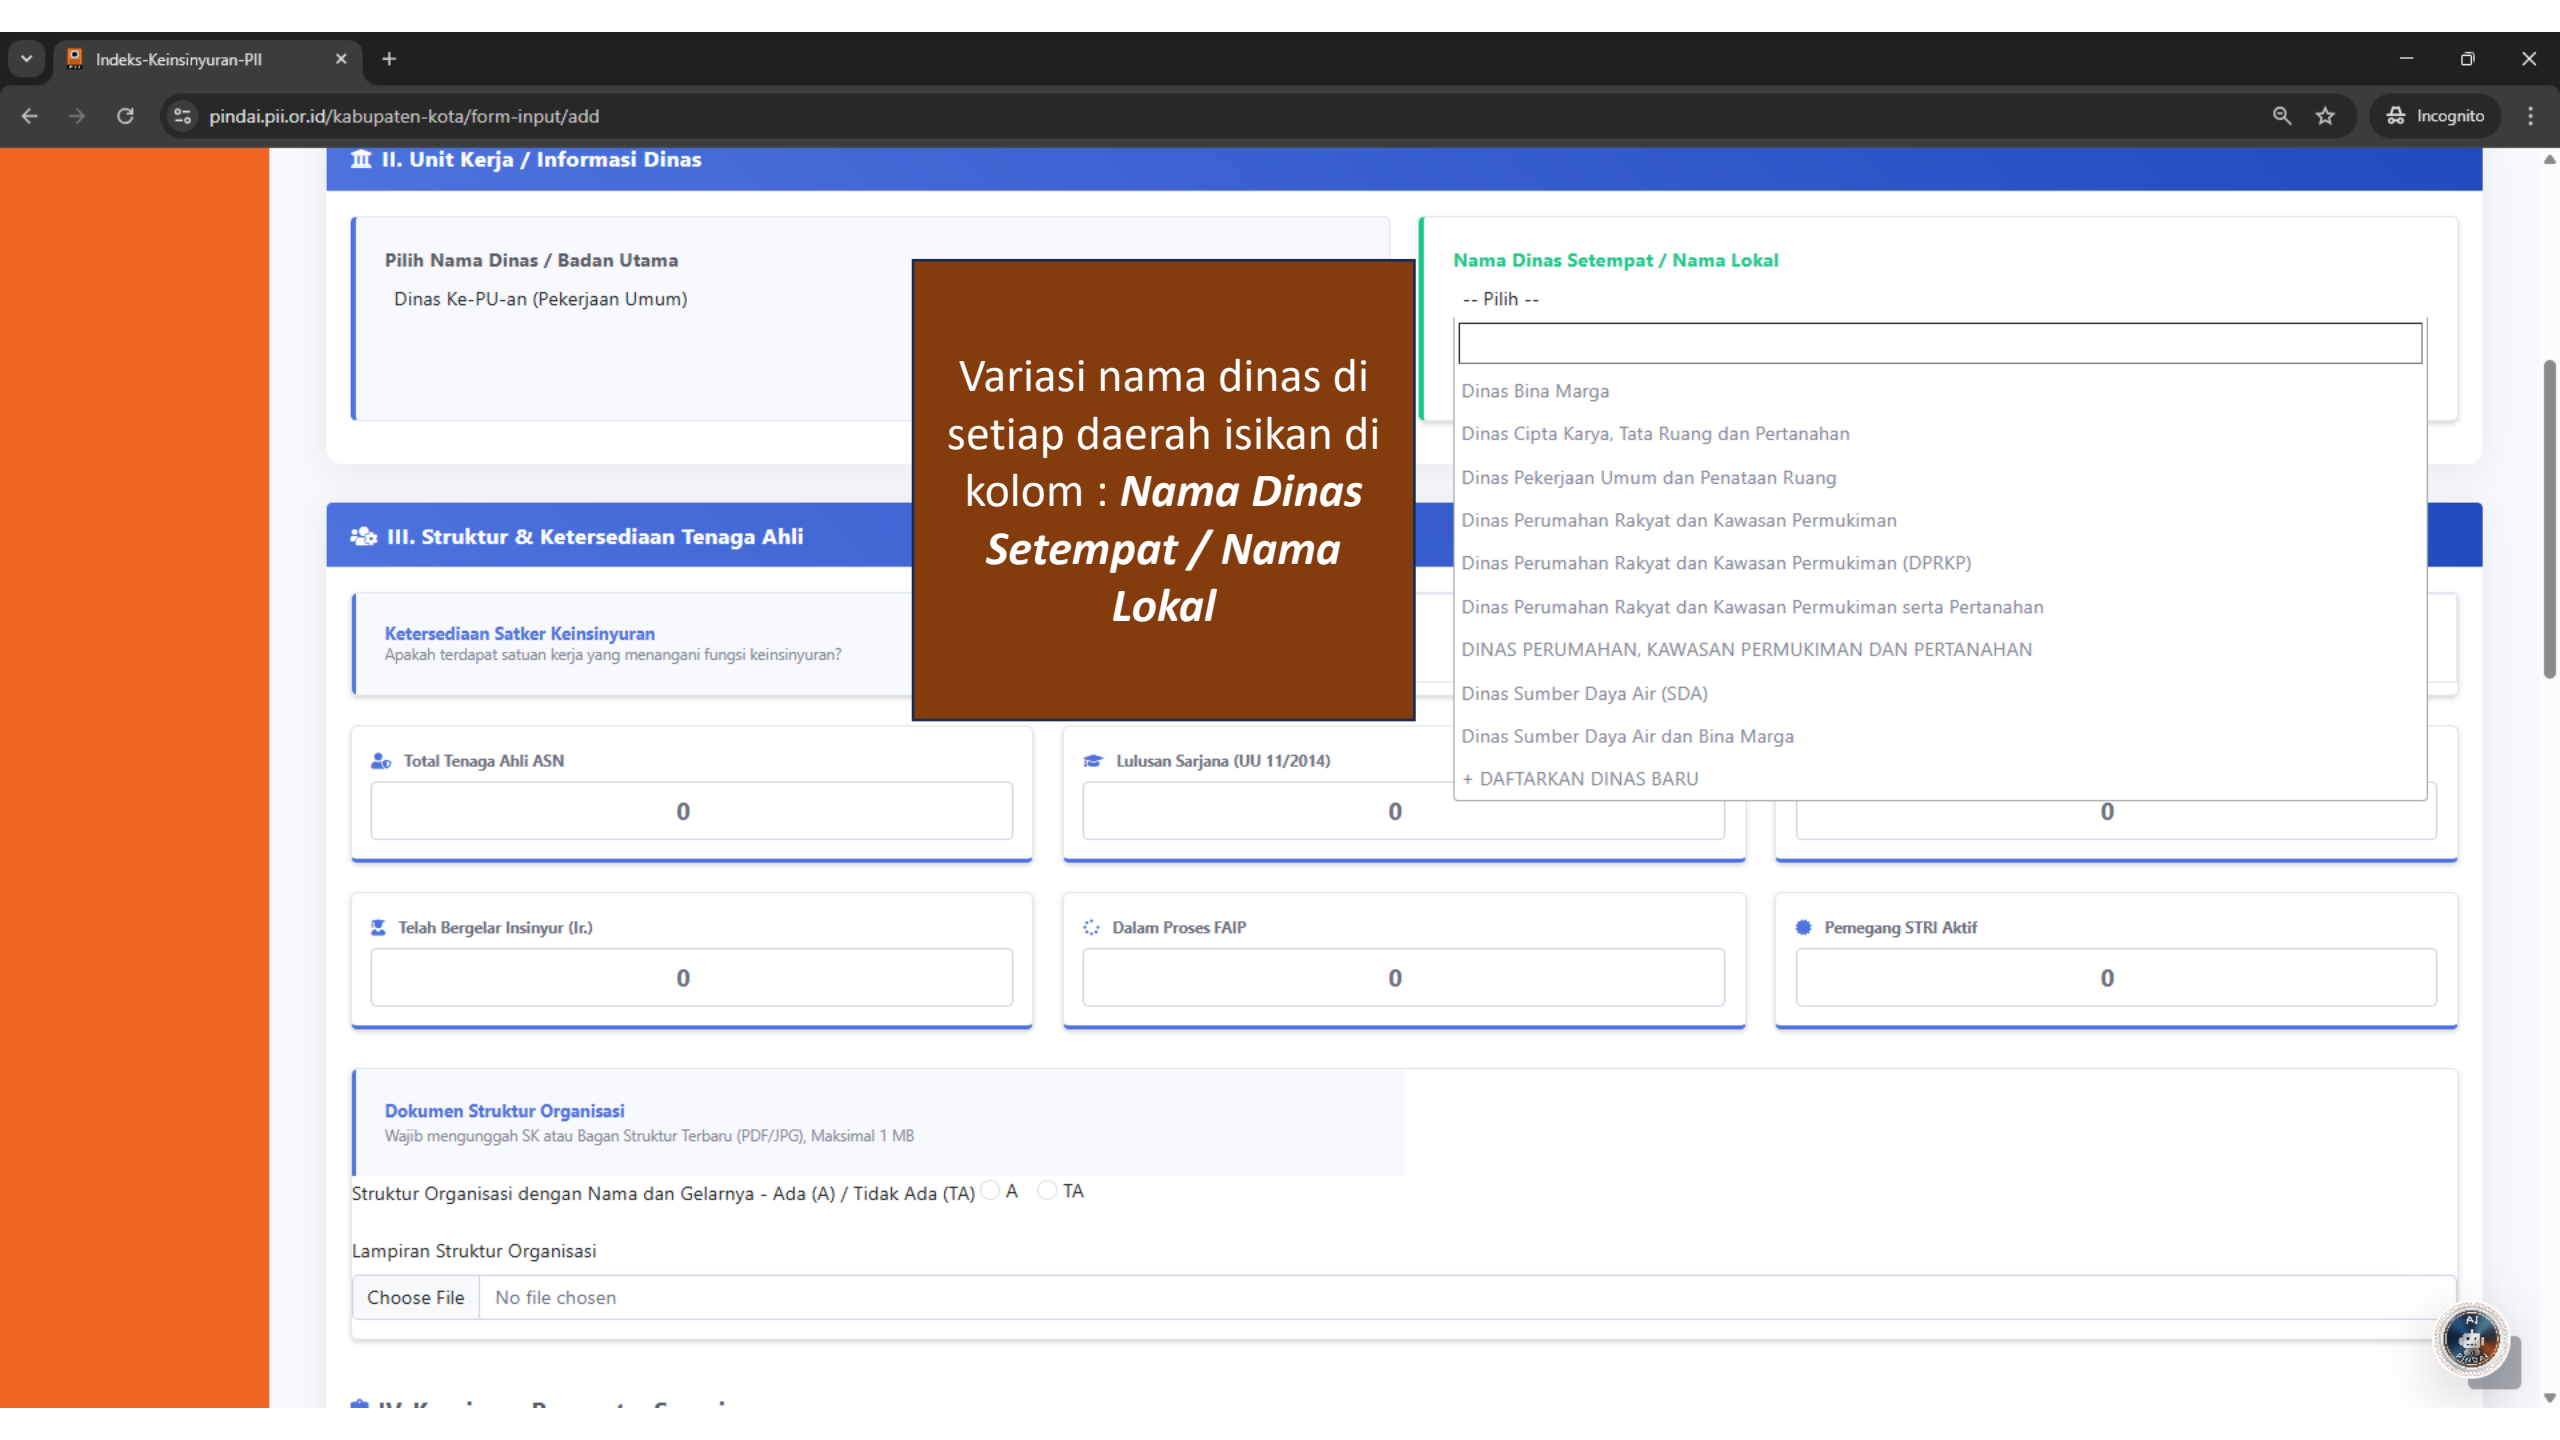 Indeks-Keinsinyuran-PII
pindai.pii.or.id/kabupaten-kota/form-input/add
Incognito
II. Unit Kerja / Informasi Dinas
Pilih Nama Dinas / Badan Utama
Dinas Ke-PU-an (Pekerjaan Umum)
Nama Dinas Setempat / Nama Lokal
-- Pilih --
Dinas Bina Marga
Dinas Cipta Karya, Tata Ruang dan Pertanahan
Dinas Pekerjaan Umum dan Penataan Ruang
Dinas Perumahan Rakyat dan Kawasan Permukiman
Dinas Perumahan Rakyat dan Kawasan Permukiman (DPRKP)
Dinas Perumahan Rakyat dan Kawasan Permukiman serta Pertanahan
DINAS PERUMAHAN, KAWASAN PERMUKIMAN DAN PERTANAHAN
Dinas Sumber Daya Air (SDA)
Dinas Sumber Daya Air dan Bina Marga
+ DAFTARKAN DINAS BARU
Variasi nama dinas di
setiap daerah isikan di
kolom : Nama Dinas
Setempat / Nama
Lokal
III. Struktur & Ketersediaan Tenaga Ahli
Ketersediaan Satker Keinsinyuran
Apakah terdapat satuan kerja yang menangani fungsi keinsinyuran?
Total Tenaga Ahli ASN
0
Lulusan Sarjana (UU 11/2014)
0
0
Telah Bergelar Insinyur (Ir.)
0
Dalam Proses FAIP
0
Pemegang STRI Aktif
0
Dokumen Struktur Organisasi
Wajib mengunggah SK atau Bagan Struktur Terbaru (PDF/JPG), Maksimal 1 MB
Struktur Organisasi dengan Nama dan Gelarnya - Ada (A) / Tidak Ada (TA) A TA
Lampiran Struktur Organisasi
Choose File No file chosen
AI
PINDAI